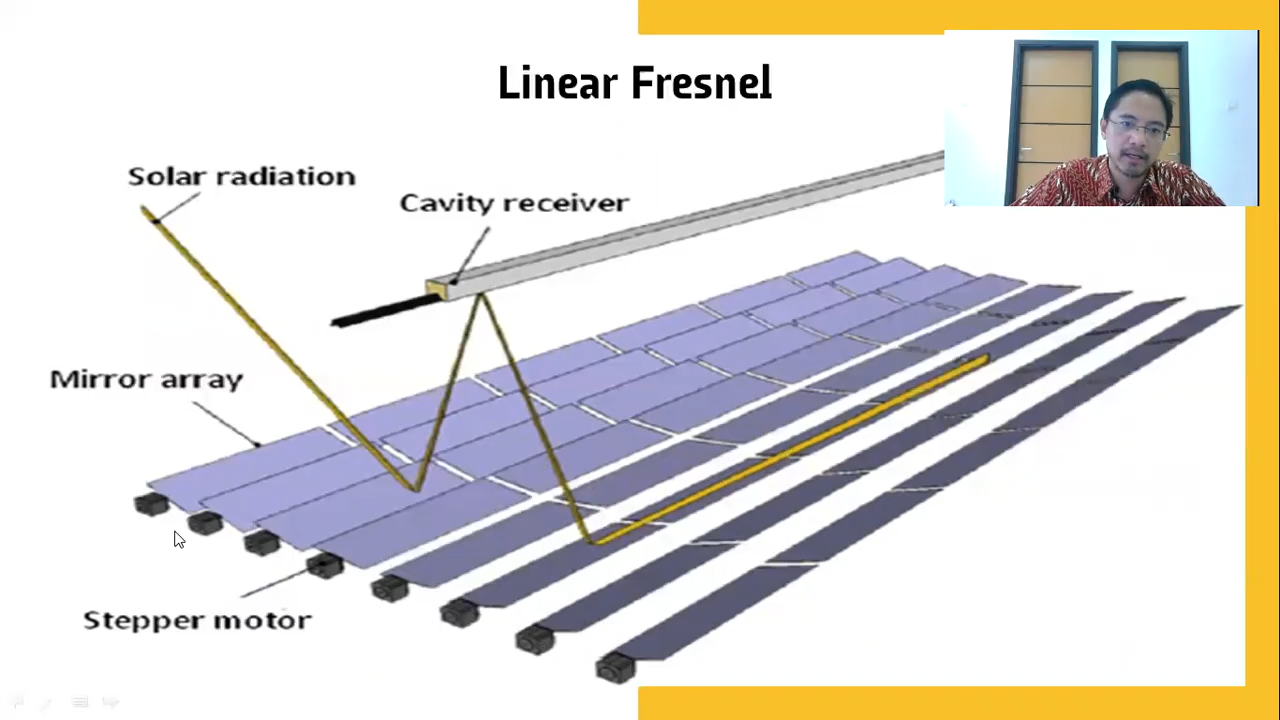 Linear Fresnel
Solar radiation
Cavity receiver
Mirror array
Stepper motor